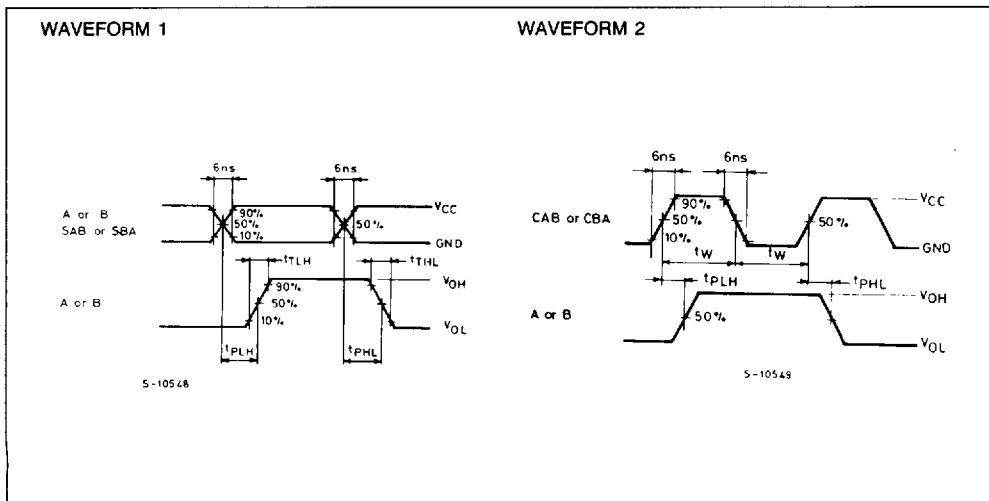 WAVEFORM 1
6ns
6ns
A or B
SAB or SBA
90%
50%
10%
50%
VCC
GND
tTLH
tTHL
A or B
90%
50%
10%
VOH
VOL
tPLH
tPHL
S-10548
WAVEFORM 2
6ns
6ns
CAB or CBA
90%
50%
10%
50%
VCC
GND
tW
tW
tPLH
tPHL
A or B
50%
VOH
VOL
S-10549